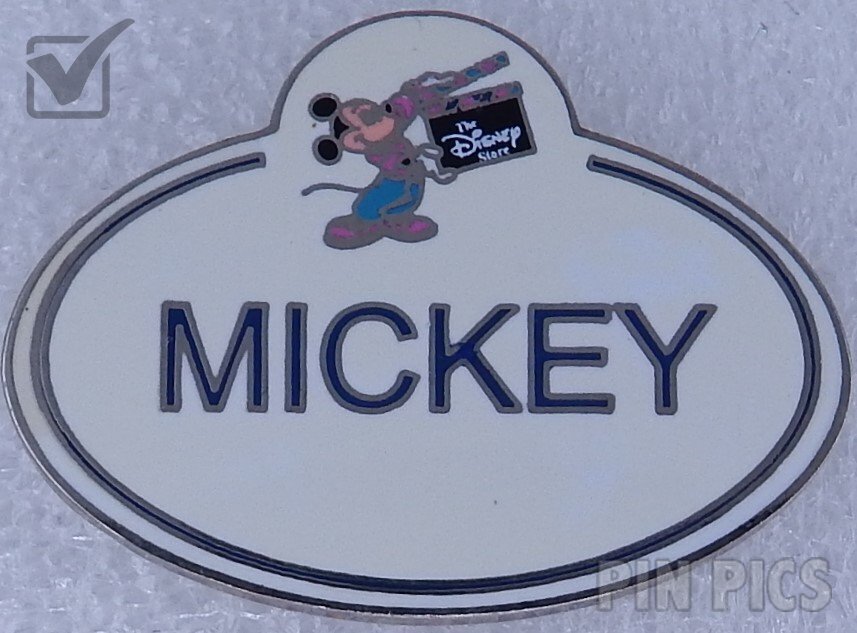 The
Disney
Store
MICKEY
PIN PICS